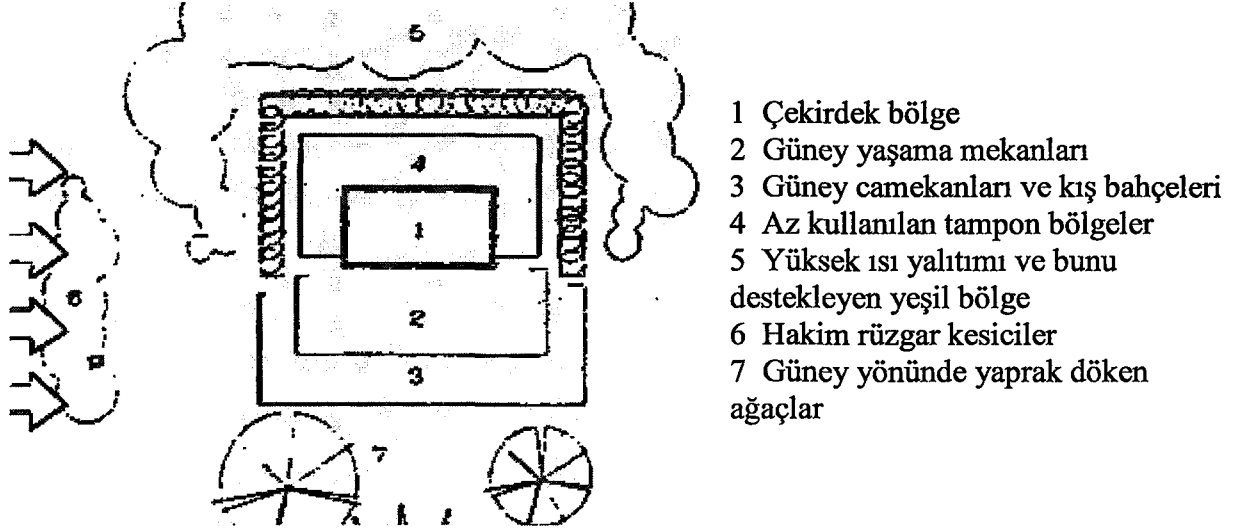 5
4
1
6
2
3
7
1 Çekirdek bölge
2 Güney yaşama mekanları
3 Güney camekanları ve kış bahçeleri
4 Az kullanılan tampon bölgeler
5 Yüksek ısı yalıtımı ve bunu
destekleyen yeşil bölge
6 Hakim rüzgar kesiciler
7 Güney yönünde yaprak döken
ağaçlar